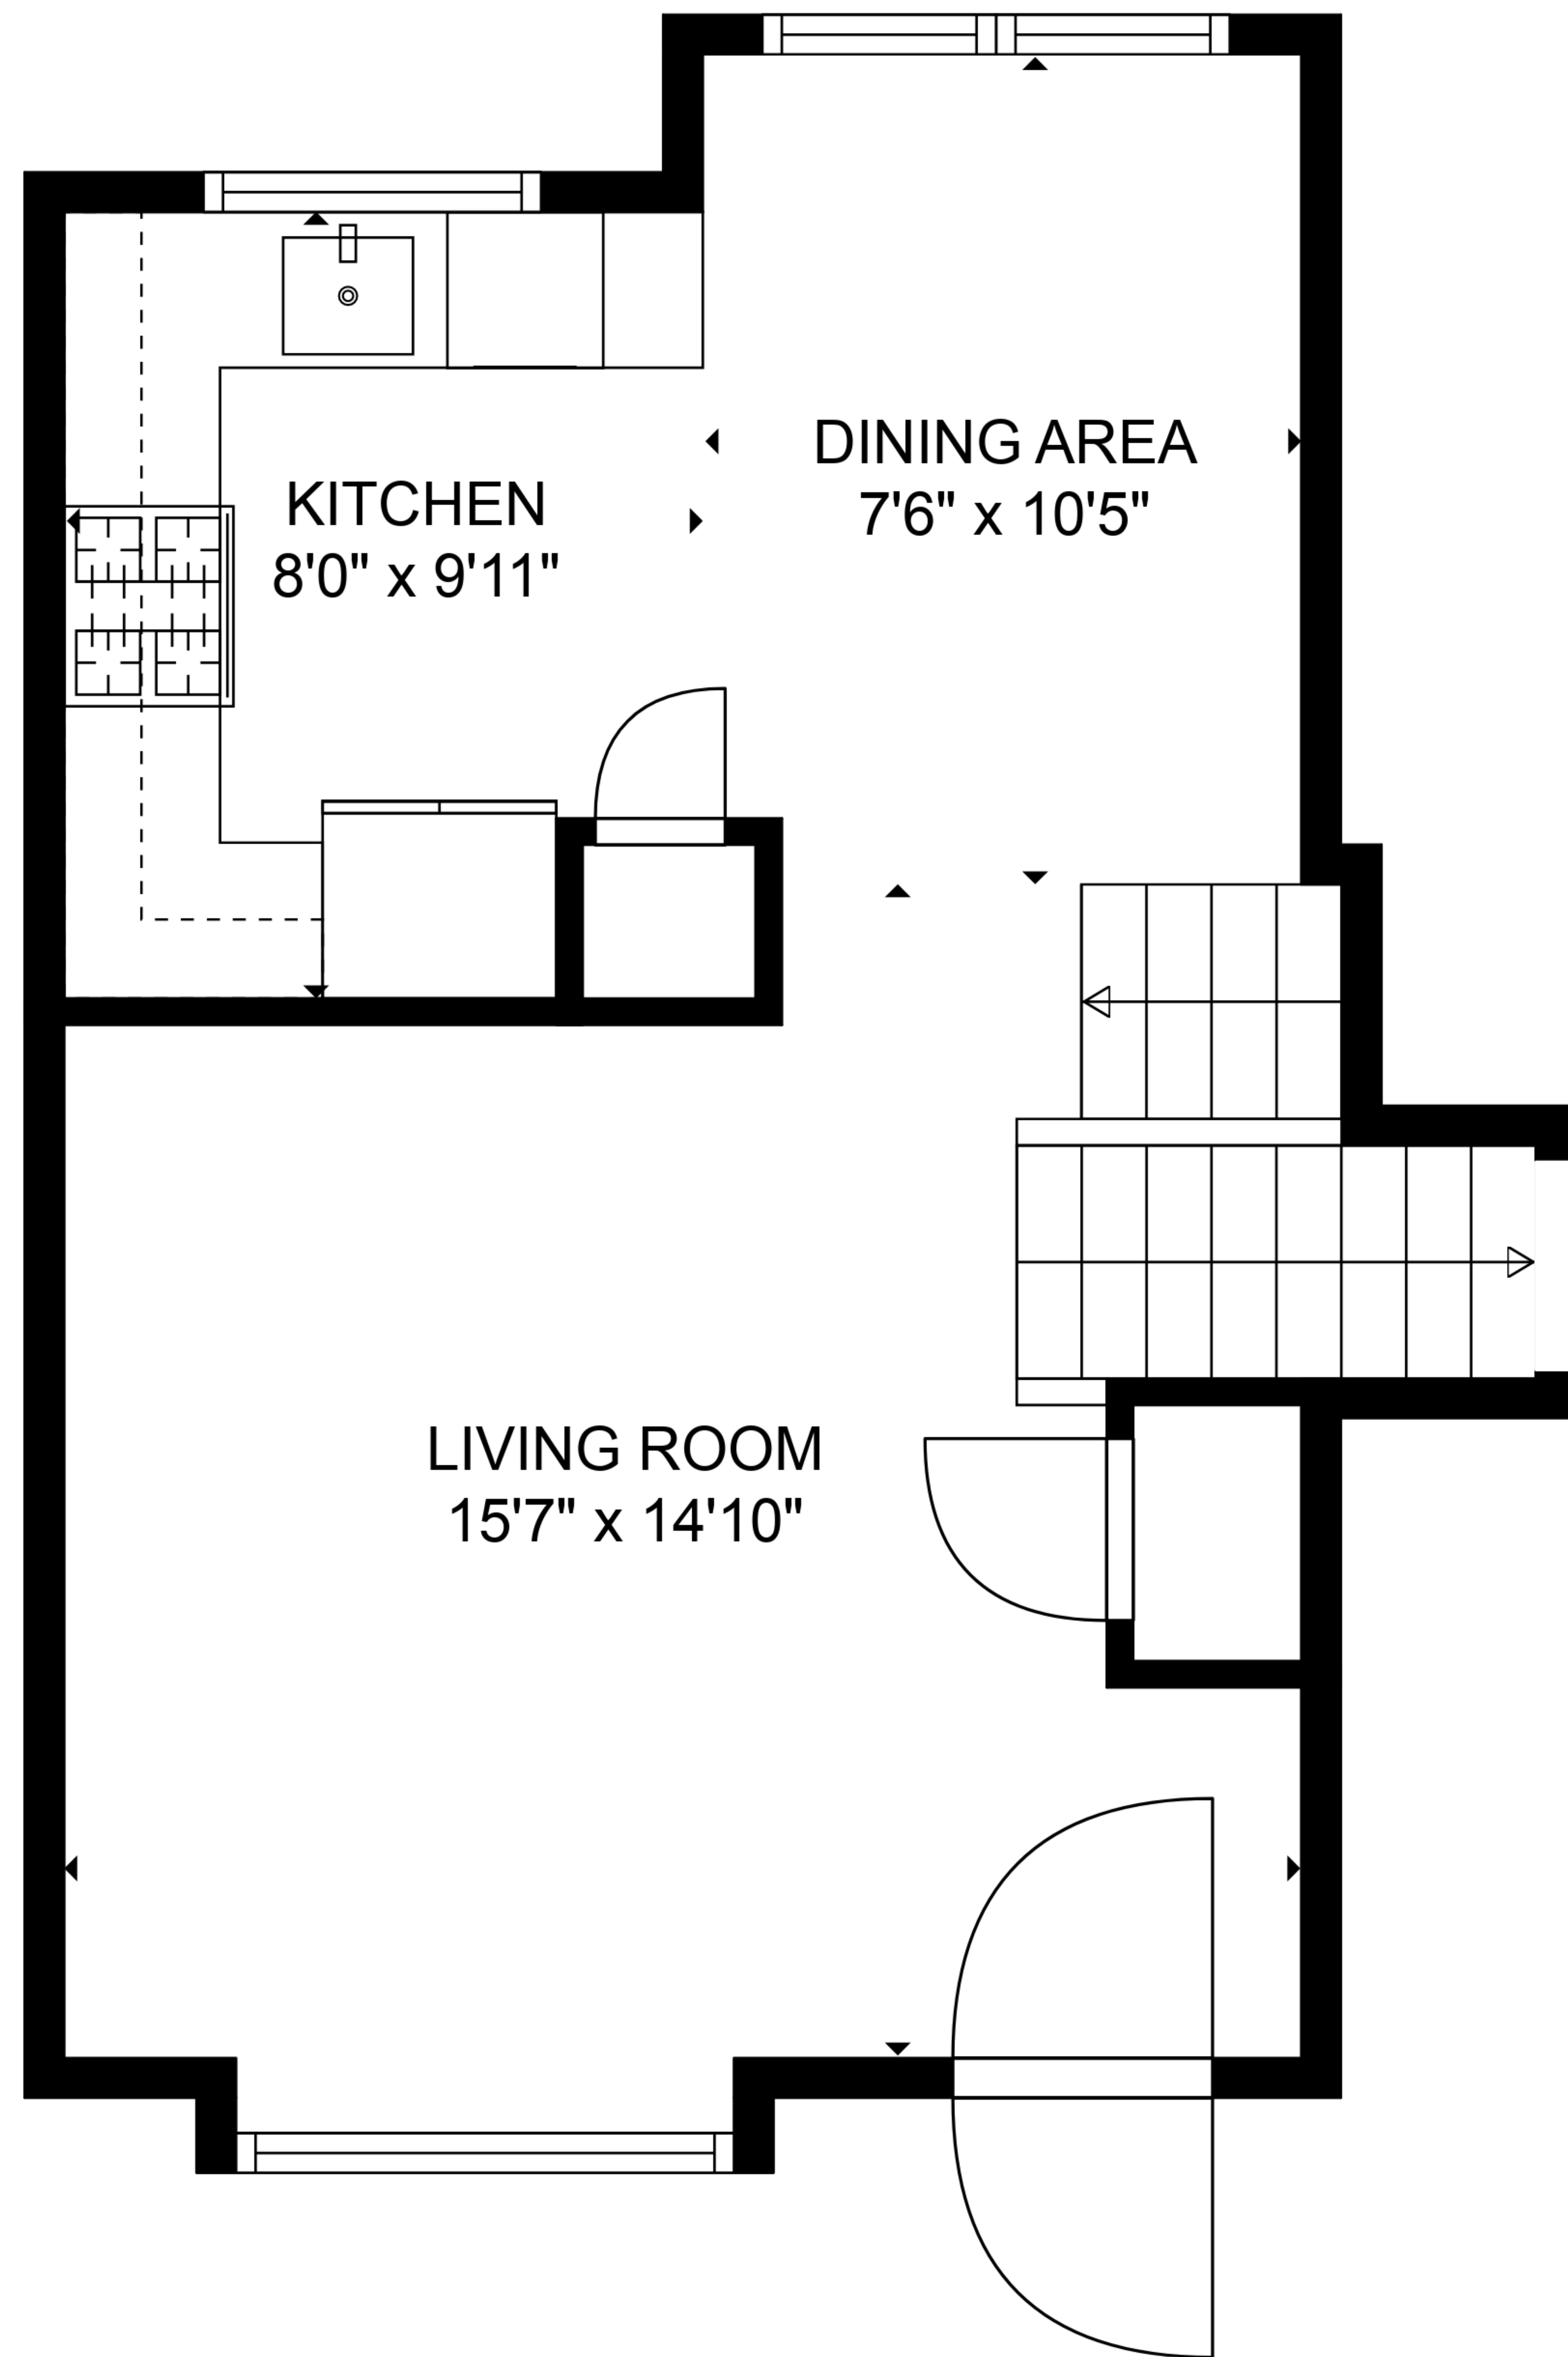 DINING AREA
7'6" x 10'5"
KITCHEN
8'0" x 9'11"
LIVING ROOM
15'7" x 14'10"